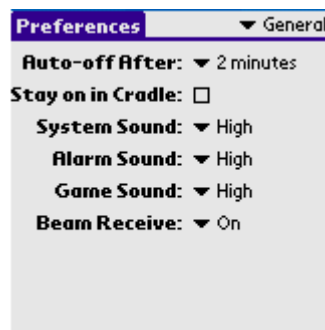 Preferences General
Auto-off After: 2 minutes
Stay on in Cradle:
System Sound: High
Alarm Sound: High
Game Sound: High
Beam Receive: On